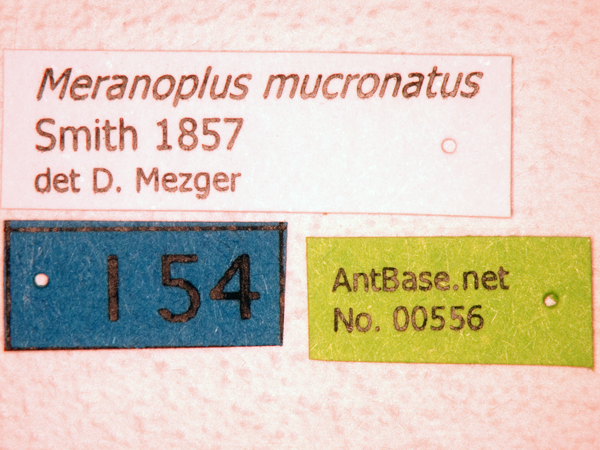 Meranoplus mucronatus
Smith 1857
det D. Mezger
I 54
AntBase.net
No. 00556